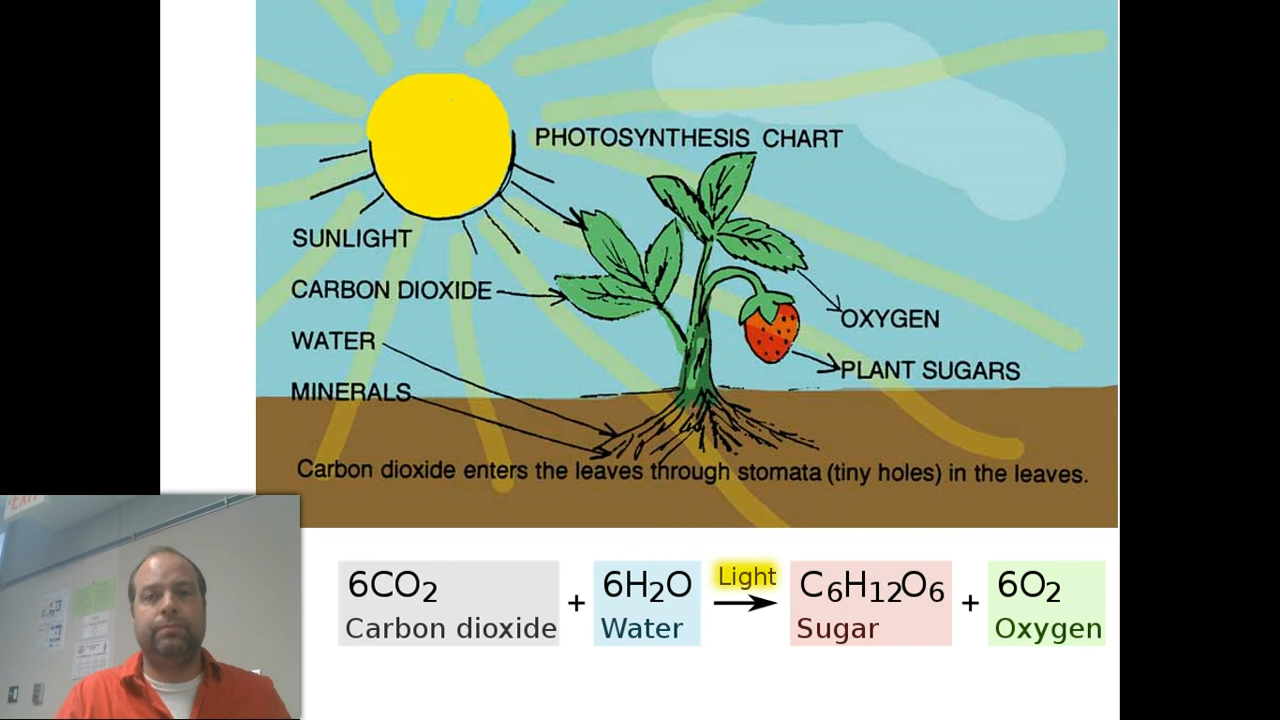 PHOTOSYNTHESIS CHART
SUNLIGHT
CARBON DIOXIDE
WATER
MINERALS
OXYGEN
PLANT SUGARS
Carbon dioxide enters the leaves through stomata (tiny holes) in the leaves.
6CO2 + 6H2O Light C6H12O6 + 6O2
Carbon dioxide Water Sugar Oxygen